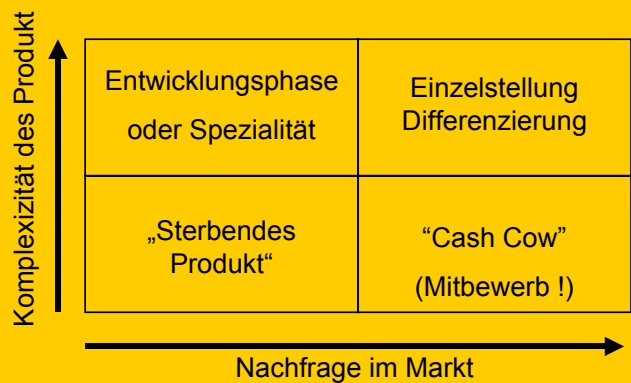 Komplexizität des Produkt
Entwicklungsphase
oder Spezialität
Einzelstellung
Differenzierung
„Sterbendes
Produkt“
“Cash Cow”
(Mitbewerb !)
Nachfrage im Markt